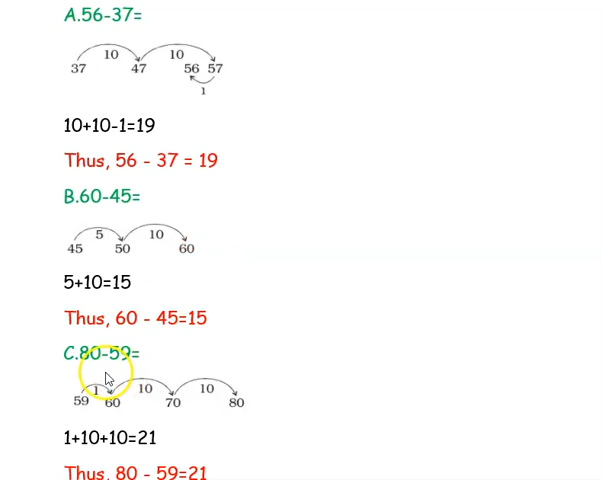 A.56-37=
10 10
37 47 56 57
1
10+10-1=19
Thus, 56 - 37 = 19
B.60-45=
5 10
45 50 60
5+10=15
Thus, 60 - 45=15
C.80-59=
1 10 10
59 60 70 80
1+10+10=21
Thus, 80 - 59=21